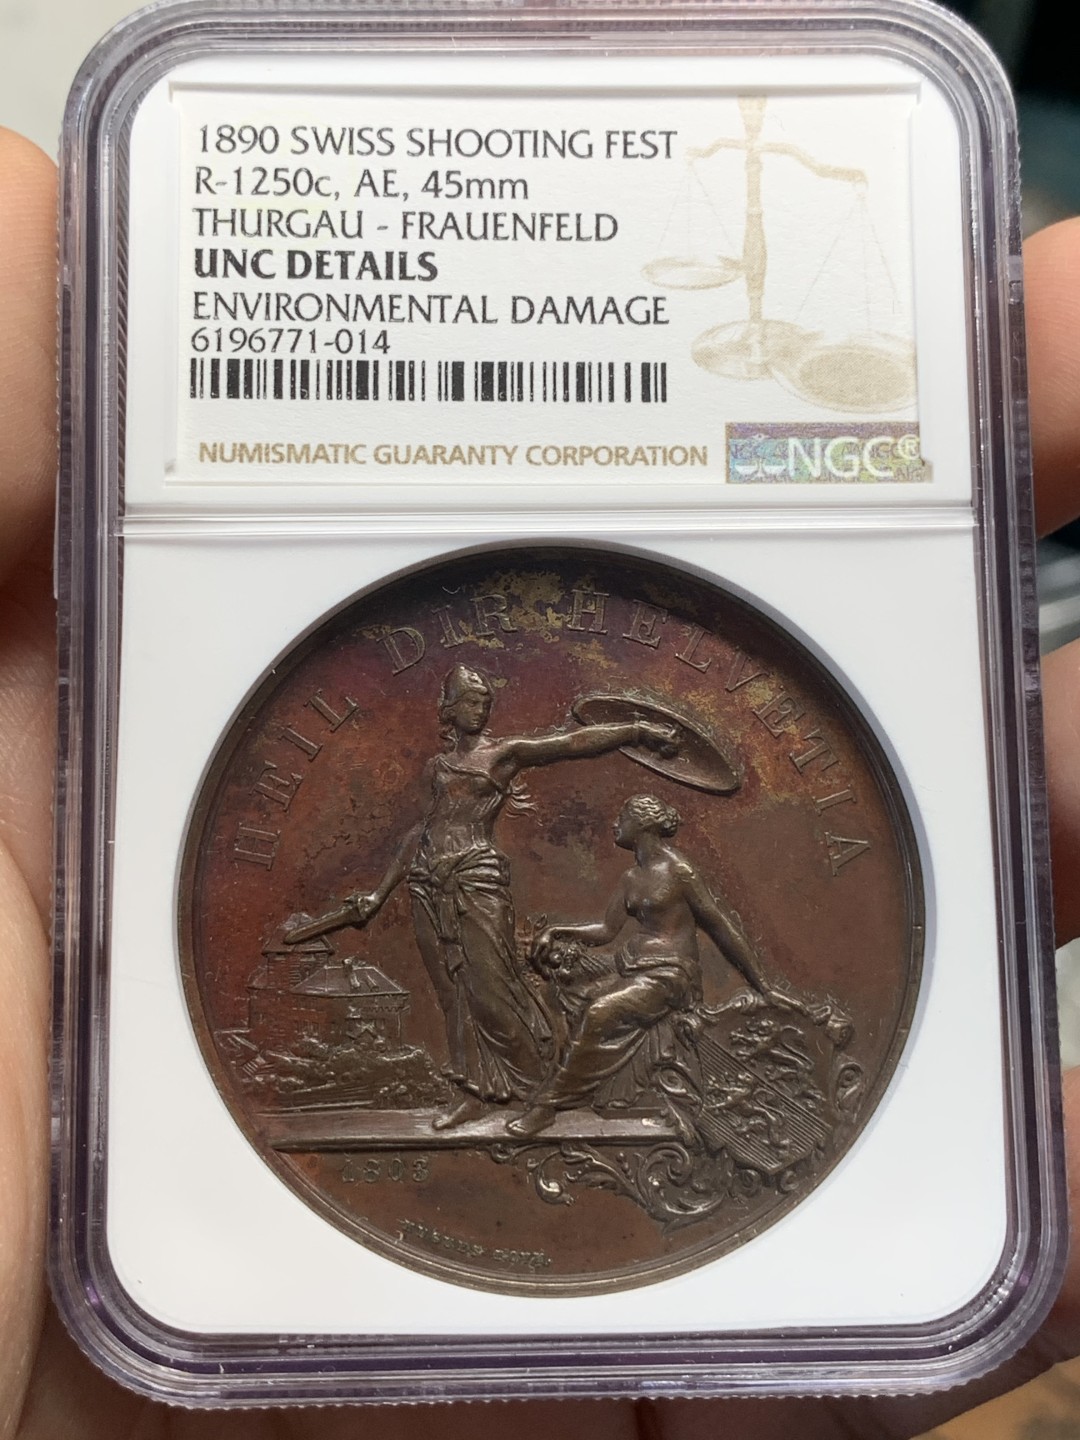 1890 SWISS SHOOTING FEST
R-1250c, AE, 45mm
THURGAU - FRAUENFELD
UNC DETAILS
ENVIRONMENTAL DAMAGE
6196771-014
NUMISMATIC GUARANTY CORPORATION
NGC®
HEIL DIR HELVETIA
1803